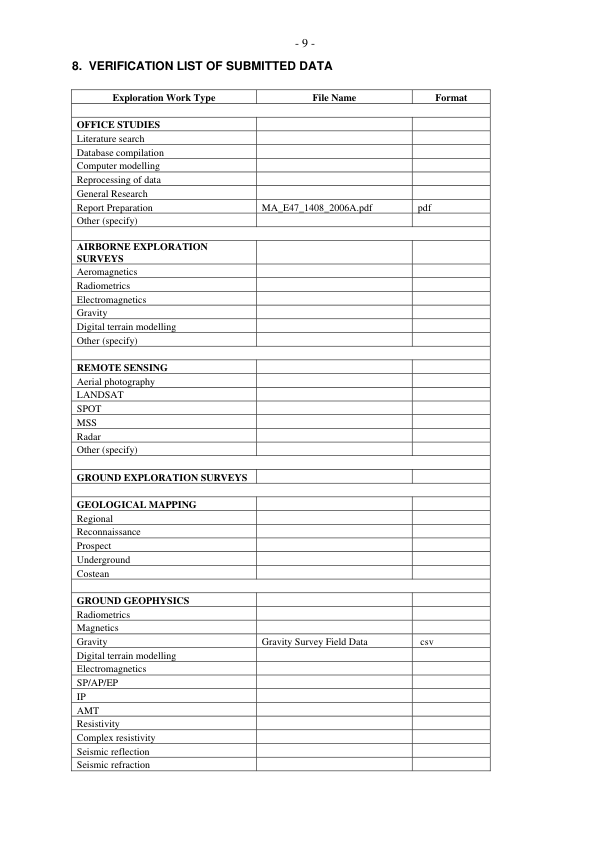 - 9 -
8. VERIFICATION LIST OF SUBMITTED DATA
Exploration Work Type File Name Format
OFFICE STUDIES
Literature search
Database compilation
Computer modelling
Reprocessing of data
General Research
Report Preparation MA_E47_1408_2006A.pdf pdf
Other (specify)
AIRBORNE EXPLORATION
SURVEYS
Aeromagnetics
Radiometrics
Electromagnetics
Gravity
Digital terrain modelling
Other (specify)
REMOTE SENSING
Aerial photography
LANDSAT
SPOT
MSS
Radar
Other (specify)
GROUND EXPLORATION SURVEYS
GEOLOGICAL MAPPING
Regional
Reconnaissance
Prospect
Underground
Costean
GROUND GEOPHYSICS
Radiometrics
Magnetics
Gravity Gravity Survey Field Data csv
Digital terrain modelling
Electromagnetics
SP/AP/EP
IP
AMT
Resistivity
Complex resistivity
Seismic reflection
Seismic refraction